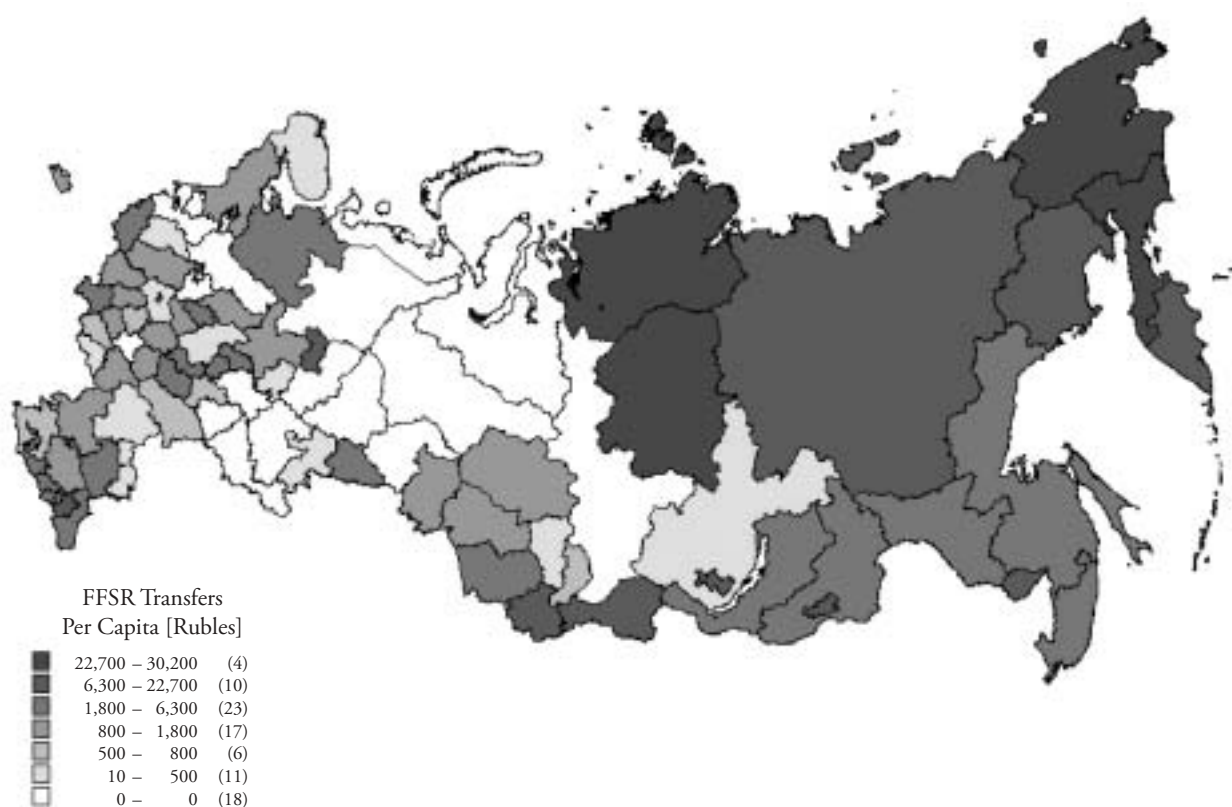 FFSR Transfers
Per Capita [Rubles]
22,700 – 30,200 (4)
6,300 – 22,700 (10)
1,800 – 6,300 (23)
800 – 1,800 (17)
500 – 800 (6)
10 – 500 (11)
0 – 0 (18)